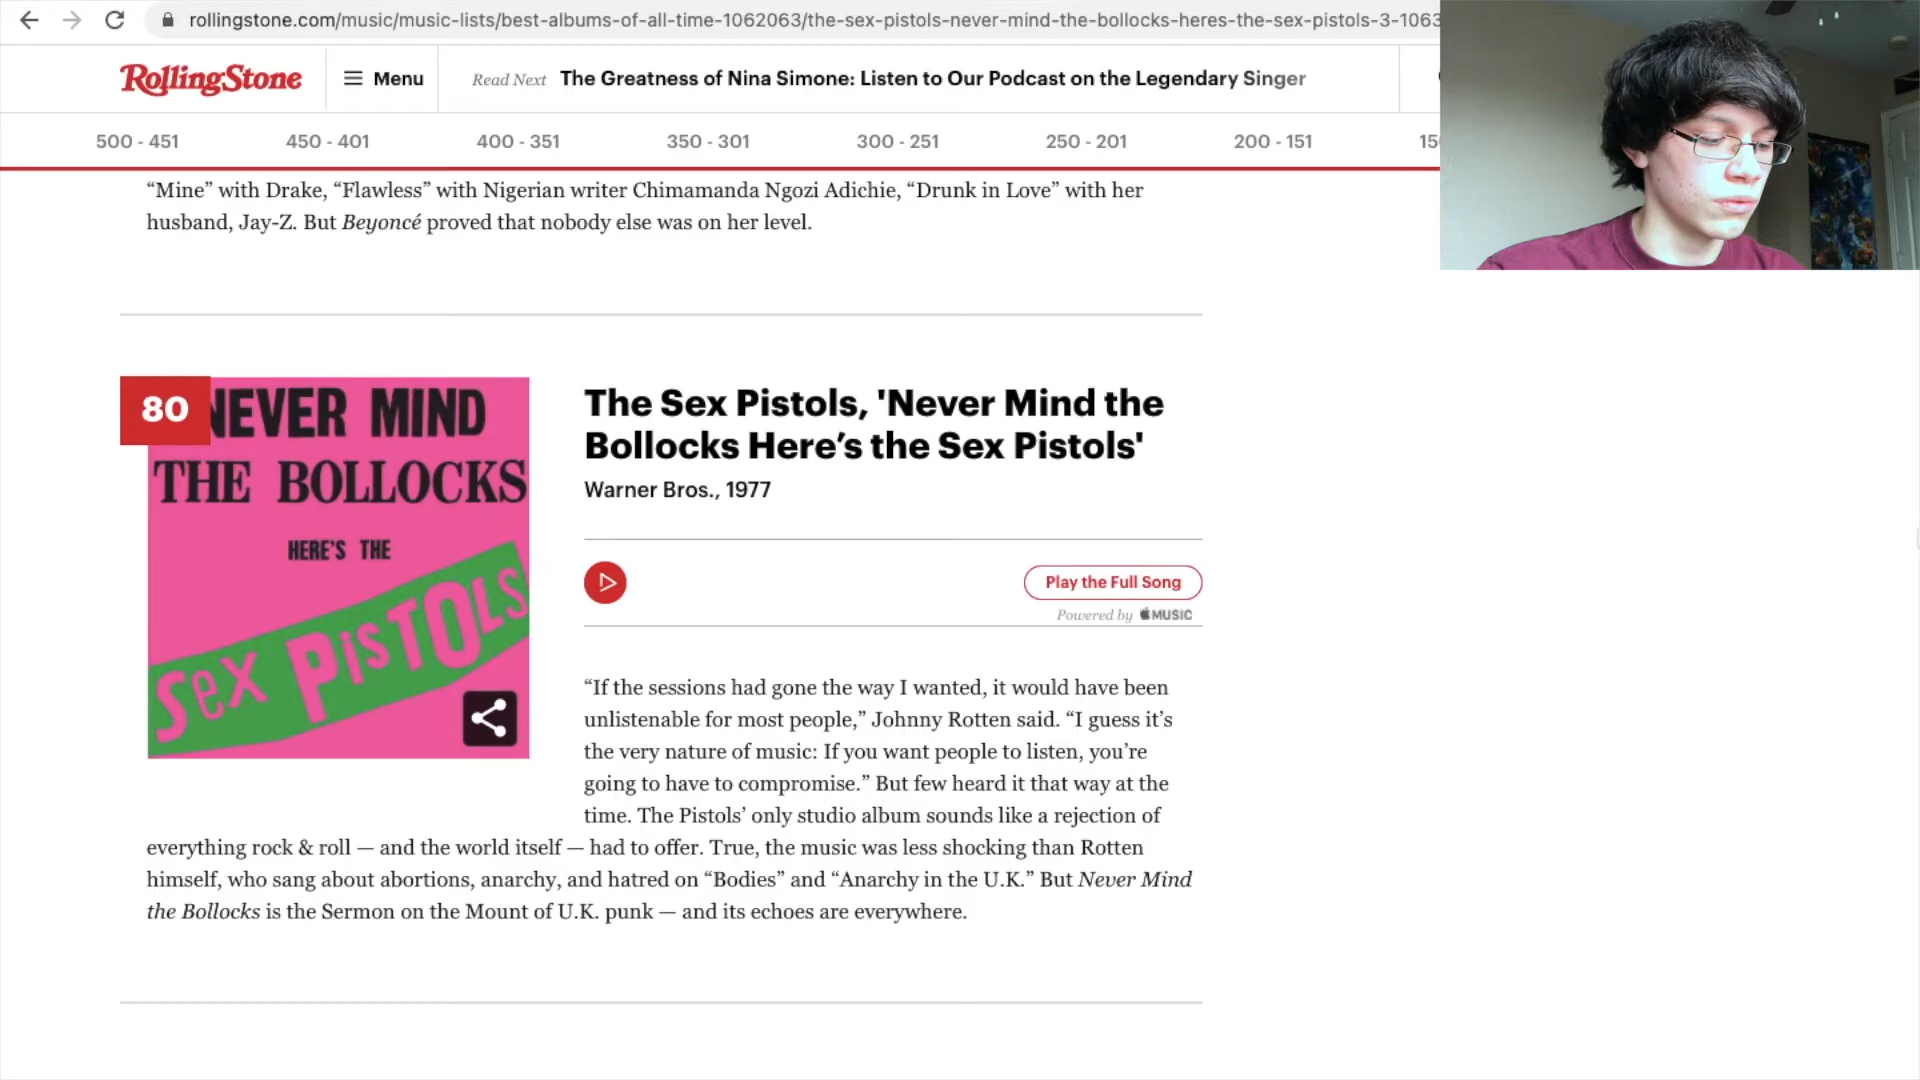 rollingstone.com/music/music-lists/best-albums-of-all-time-1062063/the-sex-pistols-never-mind-the-bollocks-heres-the-sex-pistols-3-1063
RollingStone
Menu
Read Next The Greatness of Nina Simone: Listen to Our Podcast on the Legendary Singer
500 - 451 450 - 401 400 - 351 350 - 301 300 - 251 250 - 201 200 - 151 15
“Mine” with Drake, “Flawless” with Nigerian writer Chimamanda Ngozi Adichie, “Drunk in Love” with her
husband, Jay-Z. But Beyoncé proved that nobody else was on her level.
80
NEVER MIND
THE BOLLOCKS
HERE'S THE
Sex PisTOLS
The Sex Pistols, 'Never Mind the
Bollocks Here’s the Sex Pistols'
Warner Bros., 1977
Play the Full Song
Powered by MUSIC
“If the sessions had gone the way I wanted, it would have been
unlistenable for most people,” Johnny Rotten said. “I guess it’s
the very nature of music: If you want people to listen, you’re
going to have to compromise.” But few heard it that way at the
time. The Pistols’ only studio album sounds like a rejection of
everything rock & roll — and the world itself — had to offer. True, the music was less shocking than Rotten
himself, who sang about abortions, anarchy, and hatred on “Bodies” and “Anarchy in the U.K.” But Never Mind
the Bollocks is the Sermon on the Mount of U.K. punk — and its echoes are everywhere.